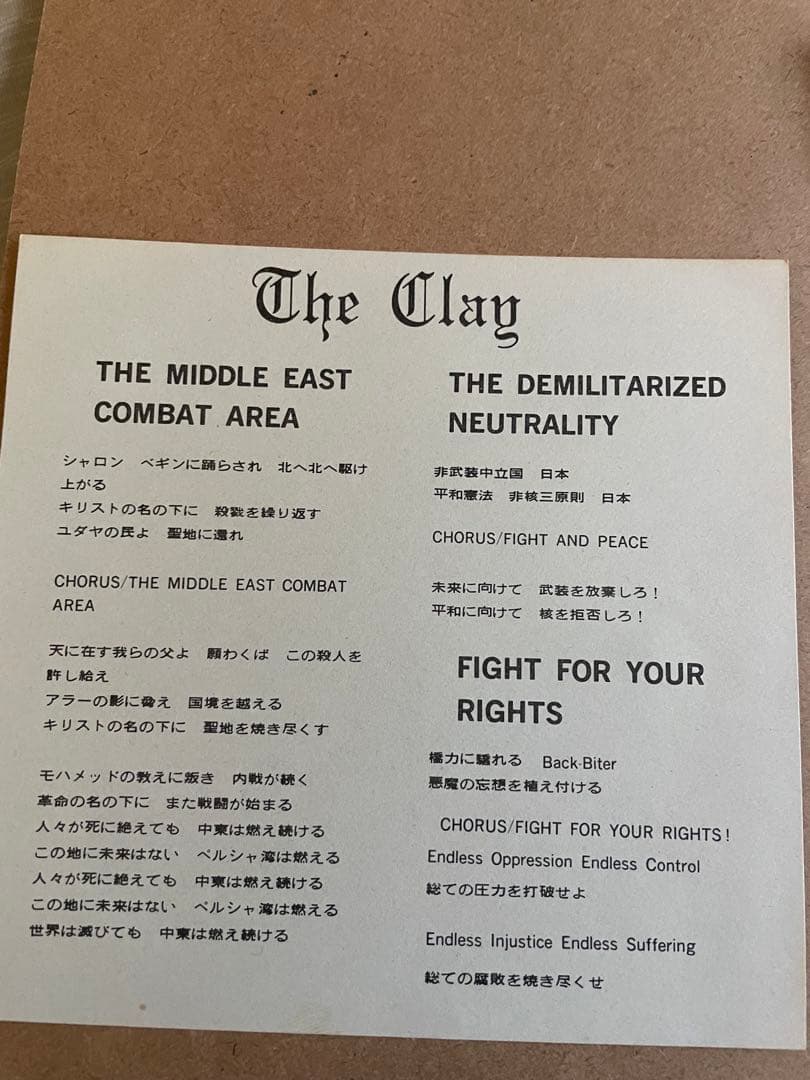 The Clay
THE MIDDLE EAST
COMBAT AREA
シャロン　ベギンに踊らされ　北へ北へ駆け
上がる
キリストの名の下に　殺戮を繰り返す
ユダヤの民よ　聖地に還れ
CHORUS/THE MIDDLE EAST COMBAT
AREA
天に在す我らの父よ　願わくば　この殺人を
許し給え
アラーの影に脅え　国境を越える
キリストの名の下に　聖地を焼き尽くす
モハメッドの教えに叛き　内戦が続く
革命の名の下に　また戦闘が始まる
人々が死に絶えても　中東は燃え続ける
この地に未来はない　ペルシャ湾は燃える
人々が死に絶えても　中東は燃え続ける
この地に未来はない　ペルシャ湾は燃える
世界は滅びても　中東は燃え続ける
THE DEMILITARIZED
NEUTRALITY
非武装中立国　日本
平和憲法　非核三原則　日本
CHORUS/FIGHT AND PEACE
未来に向けて　武装を放棄しろ！
平和に向けて　核を拒否しろ！
FIGHT FOR YOUR
RIGHTS
権力に驕れる　Back-Biter
悪魔の妄想を植え付ける
CHORUS/FIGHT FOR YOUR RIGHTS!
Endless Oppression Endless Control
総ての圧力を打破せよ
Endless Injustice Endless Suffering
総ての腐敗を焼き尽くせ